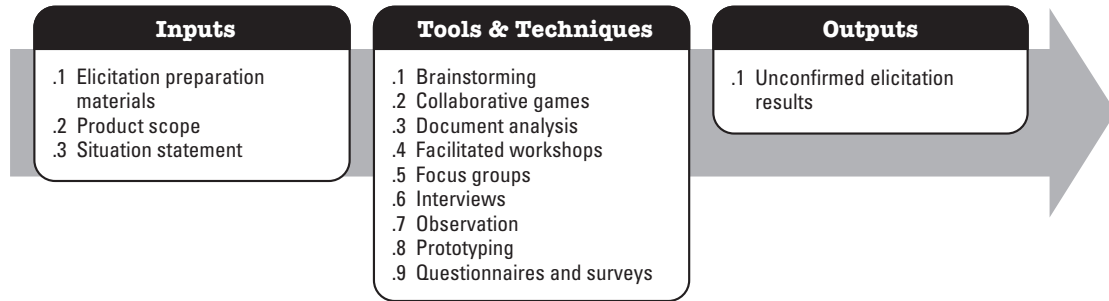 Inputs
.1 Elicitation preparation
materials
.2 Product scope
.3 Situation statement
Tools & Techniques
.1 Brainstorming
.2 Collaborative games
.3 Document analysis
.4 Facilitated workshops
.5 Focus groups
.6 Interviews
.7 Observation
.8 Prototyping
.9 Questionnaires and surveys
Outputs
.1 Unconfirmed elicitation
results